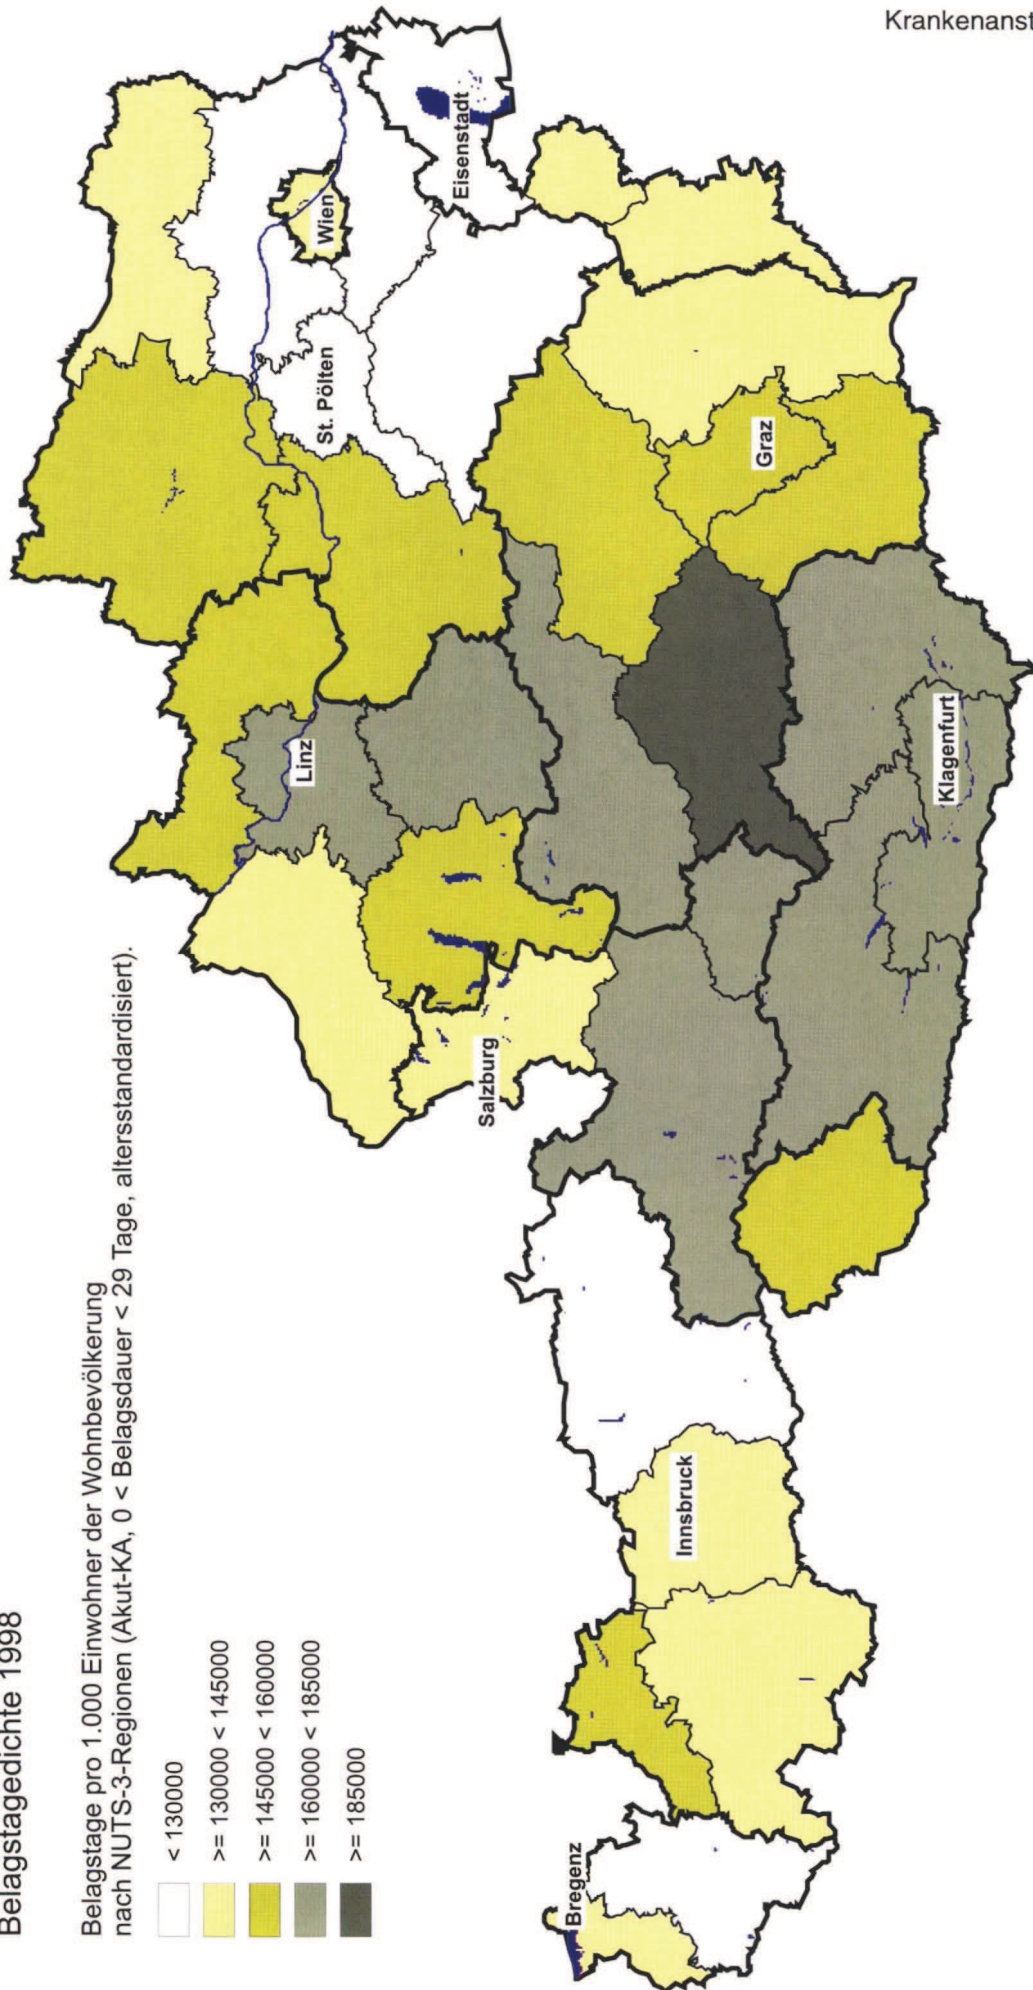 Krankenanst
Belagstagedichte 1998
Belagstage pro 1.000 Einwohner der Wohnbevölkerung
nach NUTS-3-Regionen (Akut-KA, 0 < Belagsdauer < 29 Tage, altersstandardisiert).
< 130000
>= 130000 < 145000
>= 145000 < 160000
>= 160000 < 185000
>= 185000
Bregenz
Innsbruck
Salzburg
Linz
Klagenfurt
Graz
St. Pölten
Wien
Eisenstadt